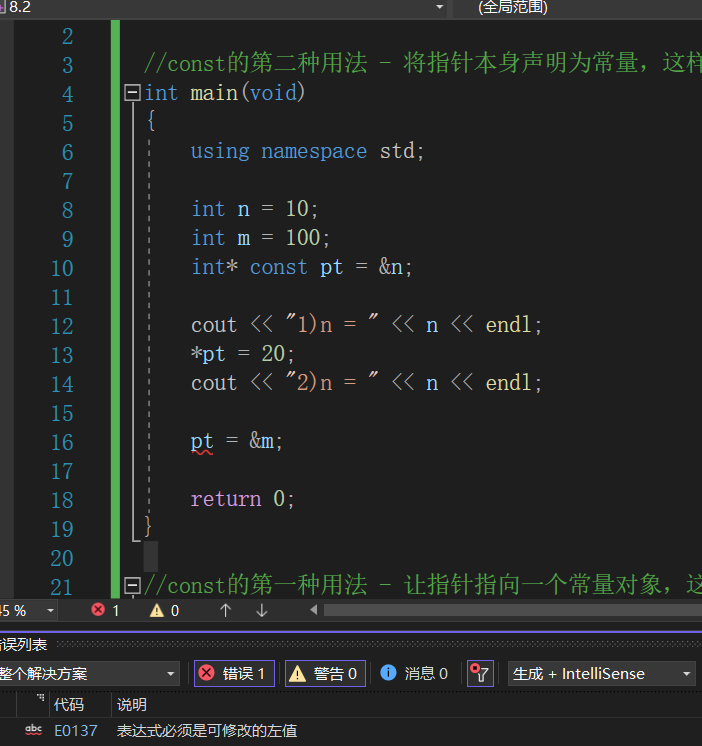 8.2 (全局范围)
2
3 //const的第二种用法 - 将指针本身声明为常量，这样
4 int main(void)
5 {
6 using namespace std;
7
8 int n = 10;
9 int m = 100;
10 int* const pt = &n;
11
12 cout << "1)n = " << n << endl;
13 *pt = 20;
14 cout << "2)n = " << n << endl;
15
16 pt = &m;
17
18 return 0;
19 }
20
21 //const的第一种用法 - 让指针指向一个常量对象，这
5 % 1 0
误列表
整个解决方案 错误 1 警告 0 消息 0 生成 + IntelliSense
代码 说明
abc E0137 表达式必须是可修改的左值